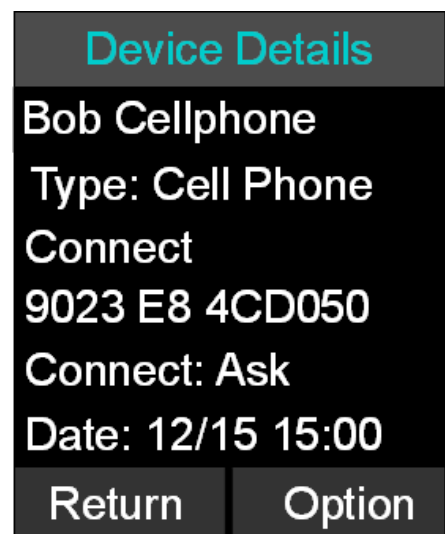 Device Details
Bob Cellphone
Type: Cell Phone
Connect
9023 E8 4CD050
Connect: Ask
Date: 12/15 15:00
Return Option